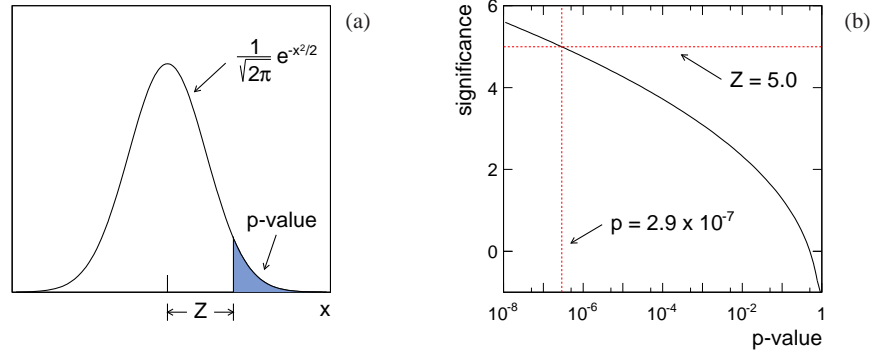 (a)
1
√2π
e^-x²/2
p-value
Z
x
(b)
significance
6
4
2
0
Z = 5.0
p = 2.9 x 10^-7
10^-8
10^-6
10^-4
10^-2
1
p-value